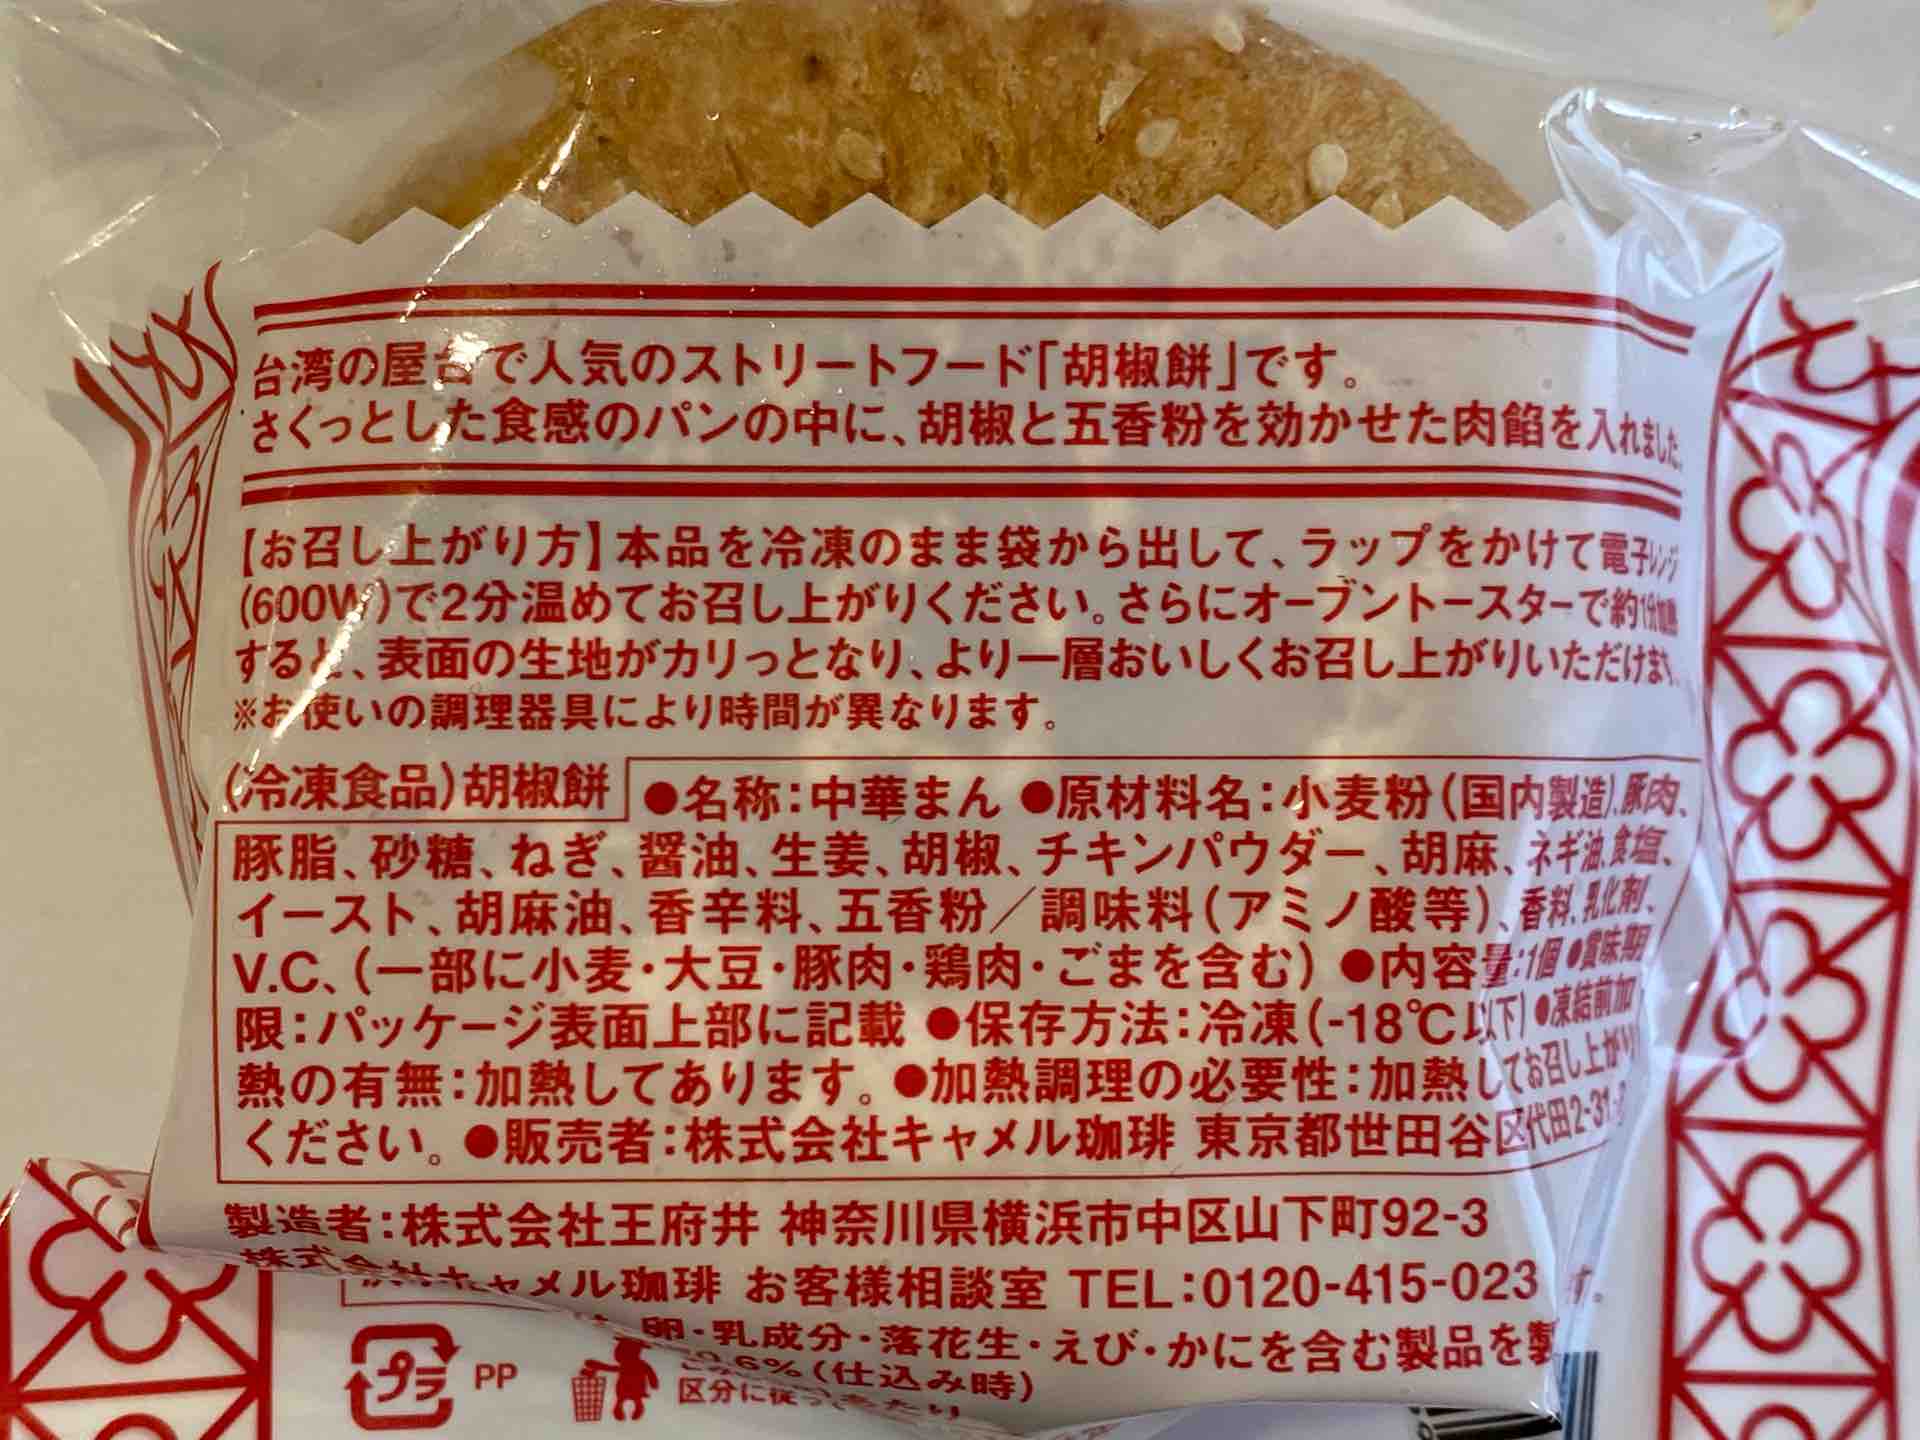 台湾の屋台で人気のストリートフード「胡椒餅」です。
さくっとした食感のパンの中に、胡椒と五香粉を効かせた肉餡を入れました。
【お召し上がり方】本品を冷凍のまま袋から出して、ラップをかけて電子レンジ
(600W)で2分温めてお召し上がりください。さらにオーブントースターで約1分加熱
すると、表面の生地がカリっとなり、より一層おいしくお召し上がりいただけます。
※お使いの調理器具により時間が異なります。
(冷凍食品)胡椒餅 ●名称：中華まん ●原材料名：小麦粉(国内製造)、豚肉、
豚脂、砂糖、ねぎ、醤油、生姜、胡椒、チキンパウダー、胡麻、ネギ油、食塩、
イースト、胡麻油、香辛料、五香粉／調味料(アミノ酸等)、香料、乳化剤、
V.C、(一部に小麦・大豆・豚肉・鶏肉・ごまを含む) ●内容量：1個 ●賞味期
限：パッケージ表面上部に記載 ●保存方法：冷凍(-18℃以下) ●凍結前加
熱の有無：加熱してあります。●加熱調理の必要性：加熱してお召し上がり
ください。●販売者：株式会社キャメル珈琲 東京都世田谷区代田2-31-
製造者：株式会社王府井 神奈川県横浜市中区山下町92-3
株式会社キャメル珈琲 お客様相談室 TEL：0120-415-023
卵・乳成分・落花生・えび・かにを含む製品を製
6%(仕込み時)
プラ PP
区分に従っ